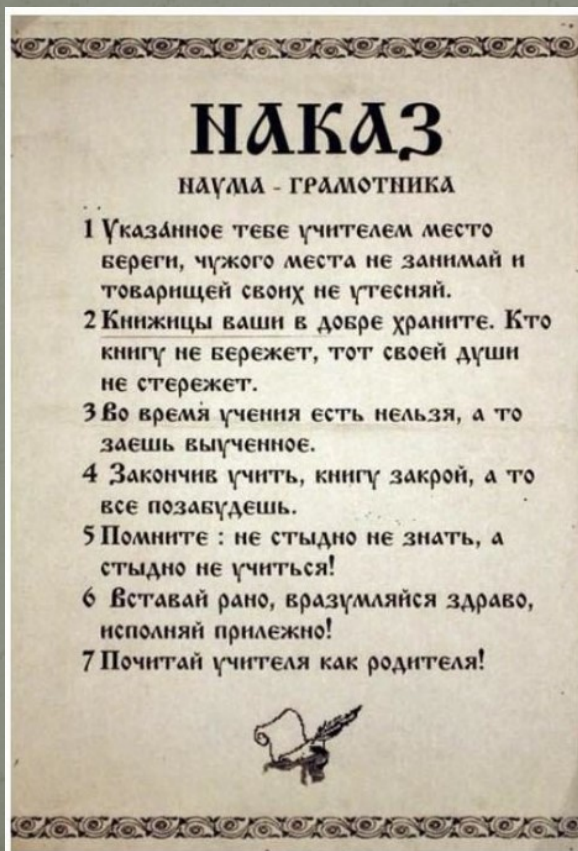 НАКАЗ
НАУМА - ГРАМОТНИКА
1 Указáнное тебе учителем место
береги, чужого места не занимай и
товарищей своих не утесняй.
2 Книжицы ваши в добре храните. Кто
книгу не бережет, тот своей души
не стережет.
3 Во время учения есть нельзя, а то
заешь выученное.
4 Закончив учить, книгу закрой, а то
все позабудешь.
5 Помните : не стыдно не знать, а
стыдно не учиться!
6 Вставай рано, вразумляйся здраво,
исполняй прилежно!
7 Почитай учителя как родителя!